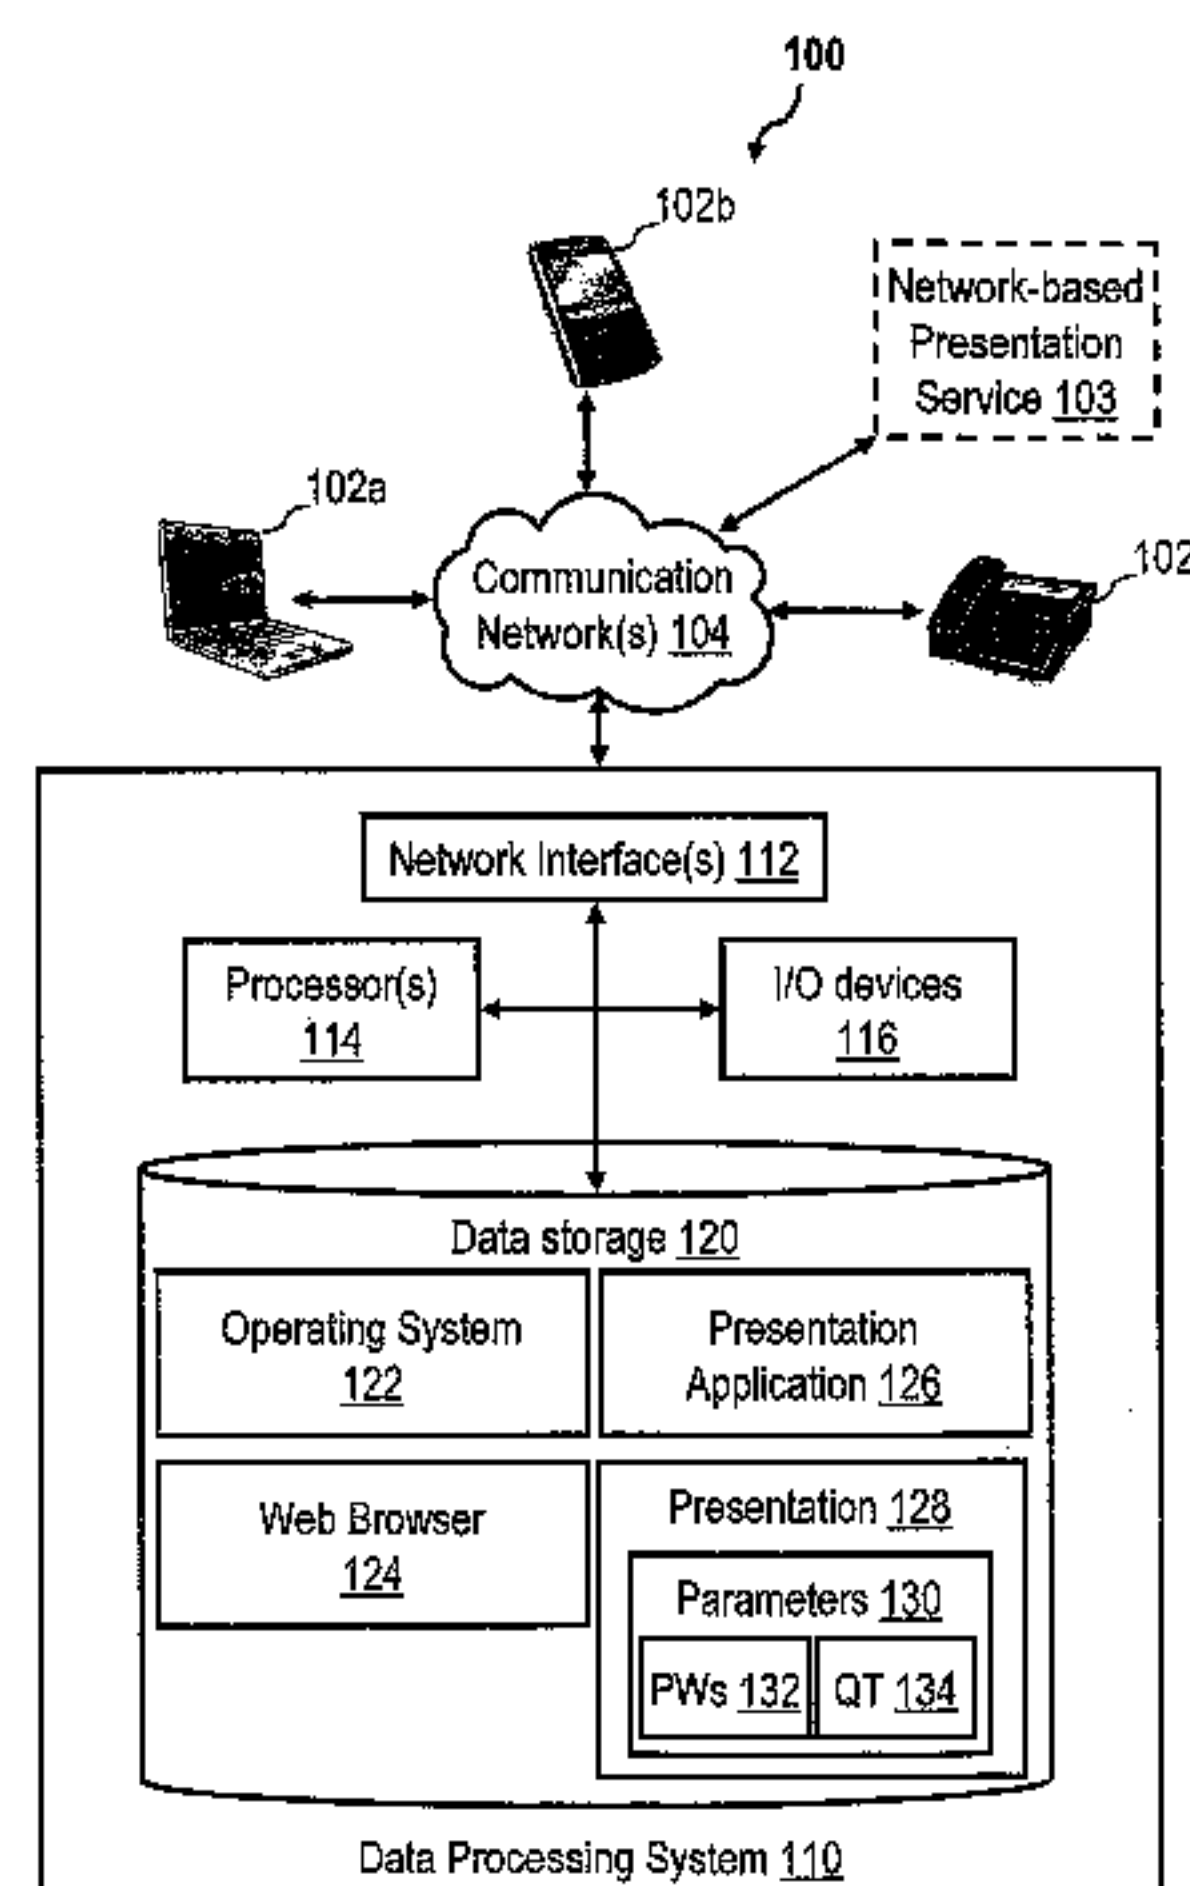 100
102b
Network-based
Presentation
Service 103
102a
Communication
Network(s) 104
102
Network Interface(s) 112
Processor(s)
114
I/O devices
116
Data storage 120
Operating System
122
Presentation
Application 126
Web Browser
124
Presentation 128
Parameters 130
PWs 132
QT 134
Data Processing System 110